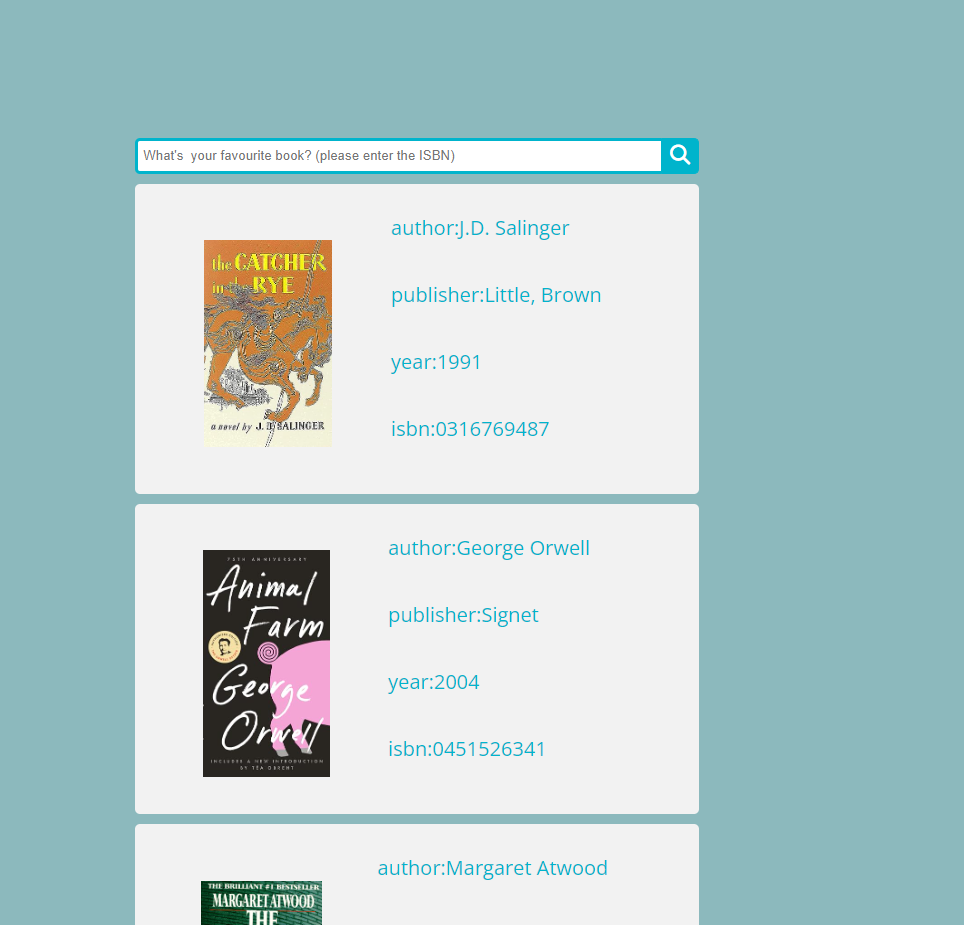 What's  your favourite book? (please enter the ISBN)
author:J.D. Salinger
the CATCHER
in the RYE
publisher:Little, Brown
year:1991
a novel by J. D. SALINGER
isbn:0316769487
author:George Orwell
75TH ANNIVERSARY
Animal
Farm
publisher:Signet
George
year:2004
Orwell
isbn:0451526341
INCLUDES A NEW INTRODUCTION
BY TÉA OBREHT
author:Margaret Atwood
THE BRILLIANT #1 BESTSELLER
MARGARET ATWOOD
THE